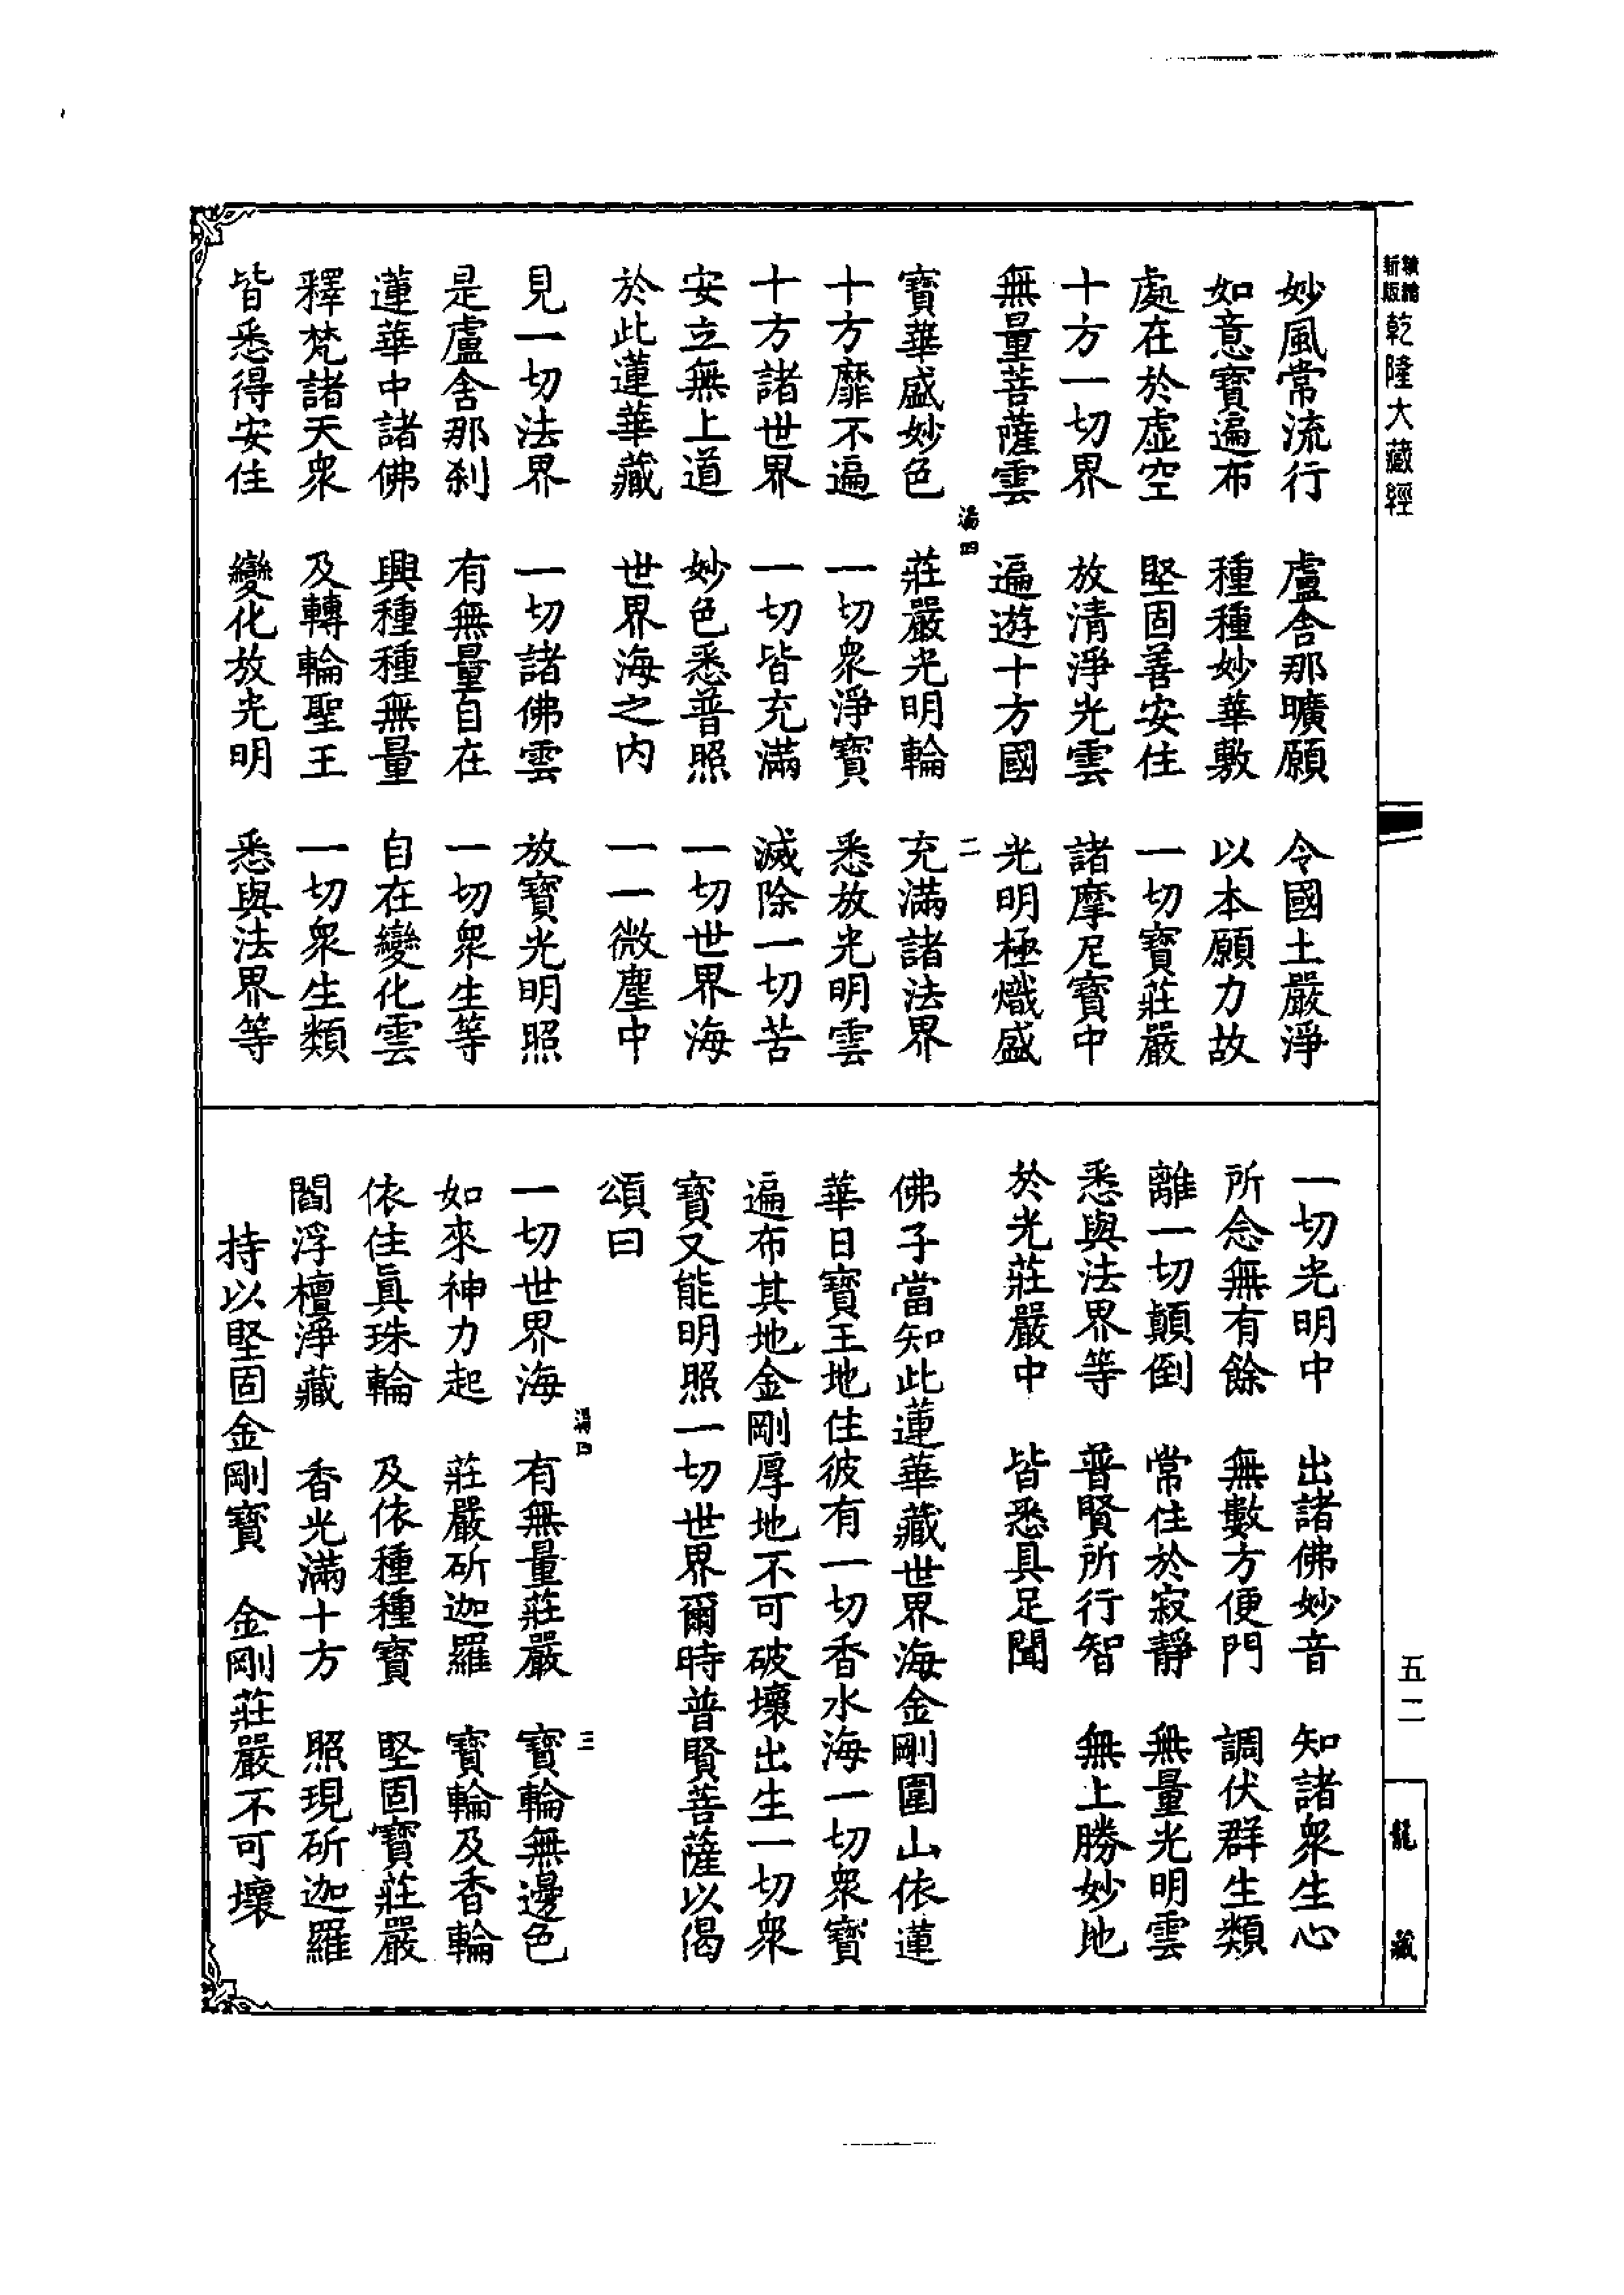 新版 續繪 乾隆大藏經
妙風常流行 盧舍那曠願 令國土嚴淨
如意寶遍布 種種妙華敷 以本願力故
處在於虛空 堅固善安住 一切寶莊嚴
十方一切界 放清淨光雲 諸摩尼寶中
無量菩薩雲 遍遊十方國 光明極熾盛
湯四 二
寶華盛妙色 莊嚴光明輪 充滿諸法界
十方靡不遍 一切衆淨寶 悉放光明雲
十方諸世界 一切皆充滿 滅除一切苦
安立無上道 妙色悉普照 一切世界海
於此蓮華藏 世界海之内 一一微塵中
見一切法界 一切諸佛雲 放寶光明照
是盧舍那刹 有無量自在 一切衆生等
蓮華中諸佛 興種種無量 自在變化雲
釋梵諸天衆 及轉輪聖王 一切衆生類
皆悉得安住 變化放光明 悉與法界等
一切光明中 出諸佛妙音 知諸衆生心
所念無有餘 無數方便門 調伏群生類
離一切顛倒 常住於寂靜 無量光明雲
悉與法界等 普賢所行智 無上勝妙地
於光莊嚴中 皆悉具足聞
佛子當知此蓮華藏世界海金剛圍山依蓮
華日寶王地住彼有一切香水海一切衆寶
遍布其地金剛厚地不可破壞出生一切衆
寶又能明照一切世界爾時普賢菩薩以偈
頌曰
湯四 三
一切世界海 有無量莊嚴 寶輪無邊色
如來神力起 莊嚴斫迦羅 寶輪及香輪
依住眞珠輪 及依種種寶 堅固寶莊嚴
閻浮檀淨藏 香光滿十方 照現斫迦羅
持以堅固金剛寶 金剛莊嚴不可壞
五二
龍藏